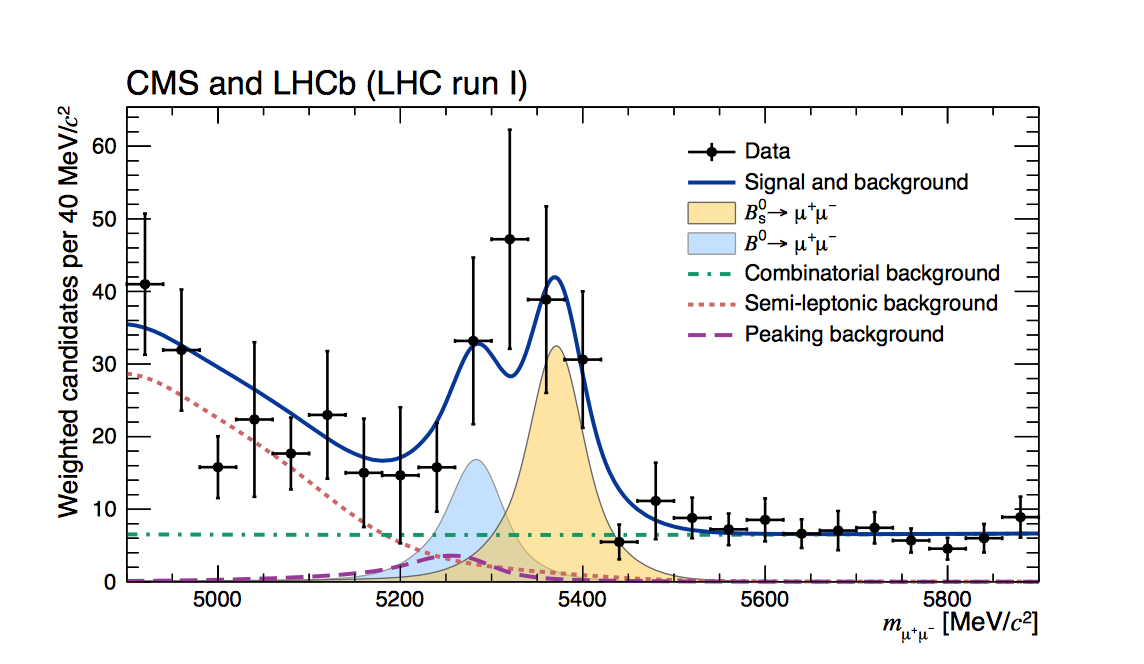 CMS and LHCb (LHC run I)
Weighted candidates per 40 MeV/c²
60
50
40
30
20
10
0
Data
Signal and background
B⁰ₛ→ μ⁺μ⁻
B⁰→ μ⁺μ⁻
Combinatorial background
Semi-leptonic background
Peaking background
5000 5200 5400 5600 5800
m_μ⁺μ⁻ [MeV/c²]